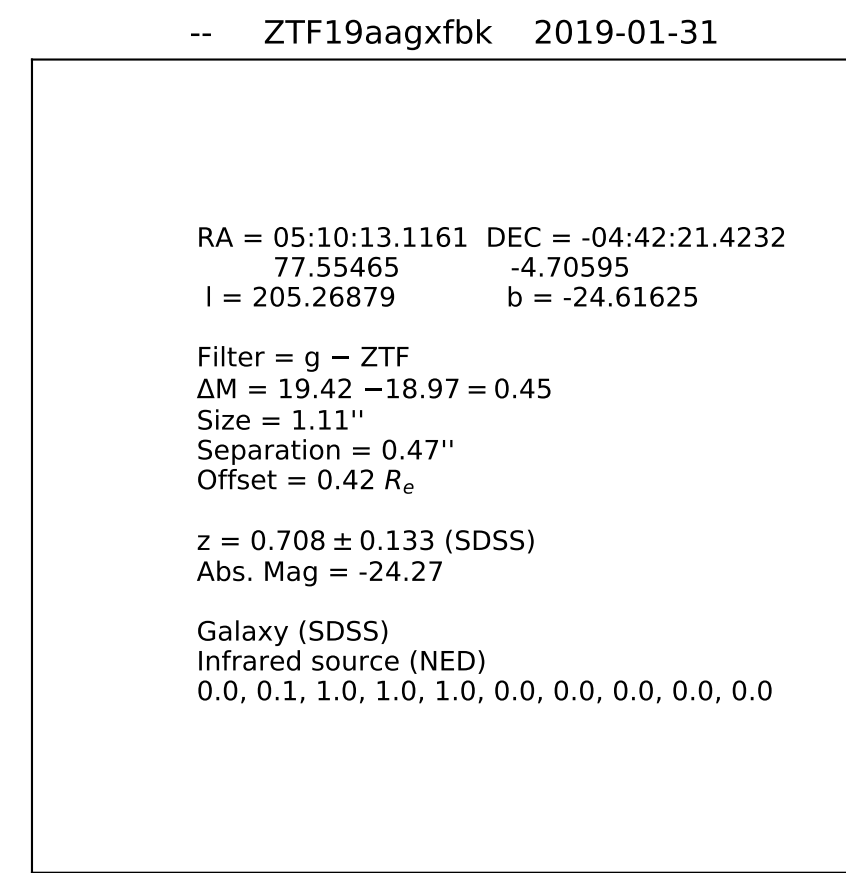 -- ZTF19aagxfbk 2019-01-31
RA = 05:10:13.1161 DEC = -04:42:21.4232
77.55465 -4.70595
l = 205.26879 b = -24.61625
Filter = g − ZTF
ΔM = 19.42 −18.97 = 0.45
Size = 1.11''
Separation = 0.47''
Offset = 0.42 Re
z = 0.708 ± 0.133 (SDSS)
Abs. Mag = -24.27
Galaxy (SDSS)
Infrared source (NED)
0.0, 0.1, 1.0, 1.0, 1.0, 0.0, 0.0, 0.0, 0.0, 0.0